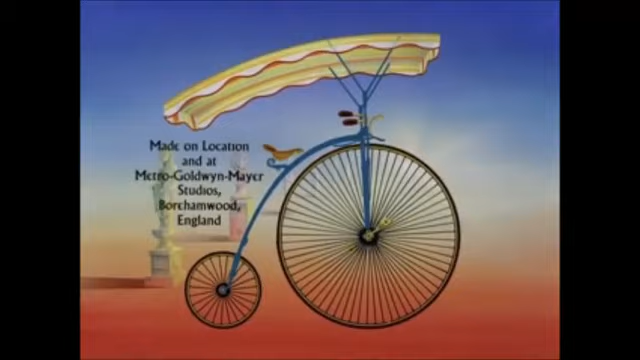 Made on Location
and at
Metro-Goldwyn-Mayer
Studios,
Borehamwood,
England